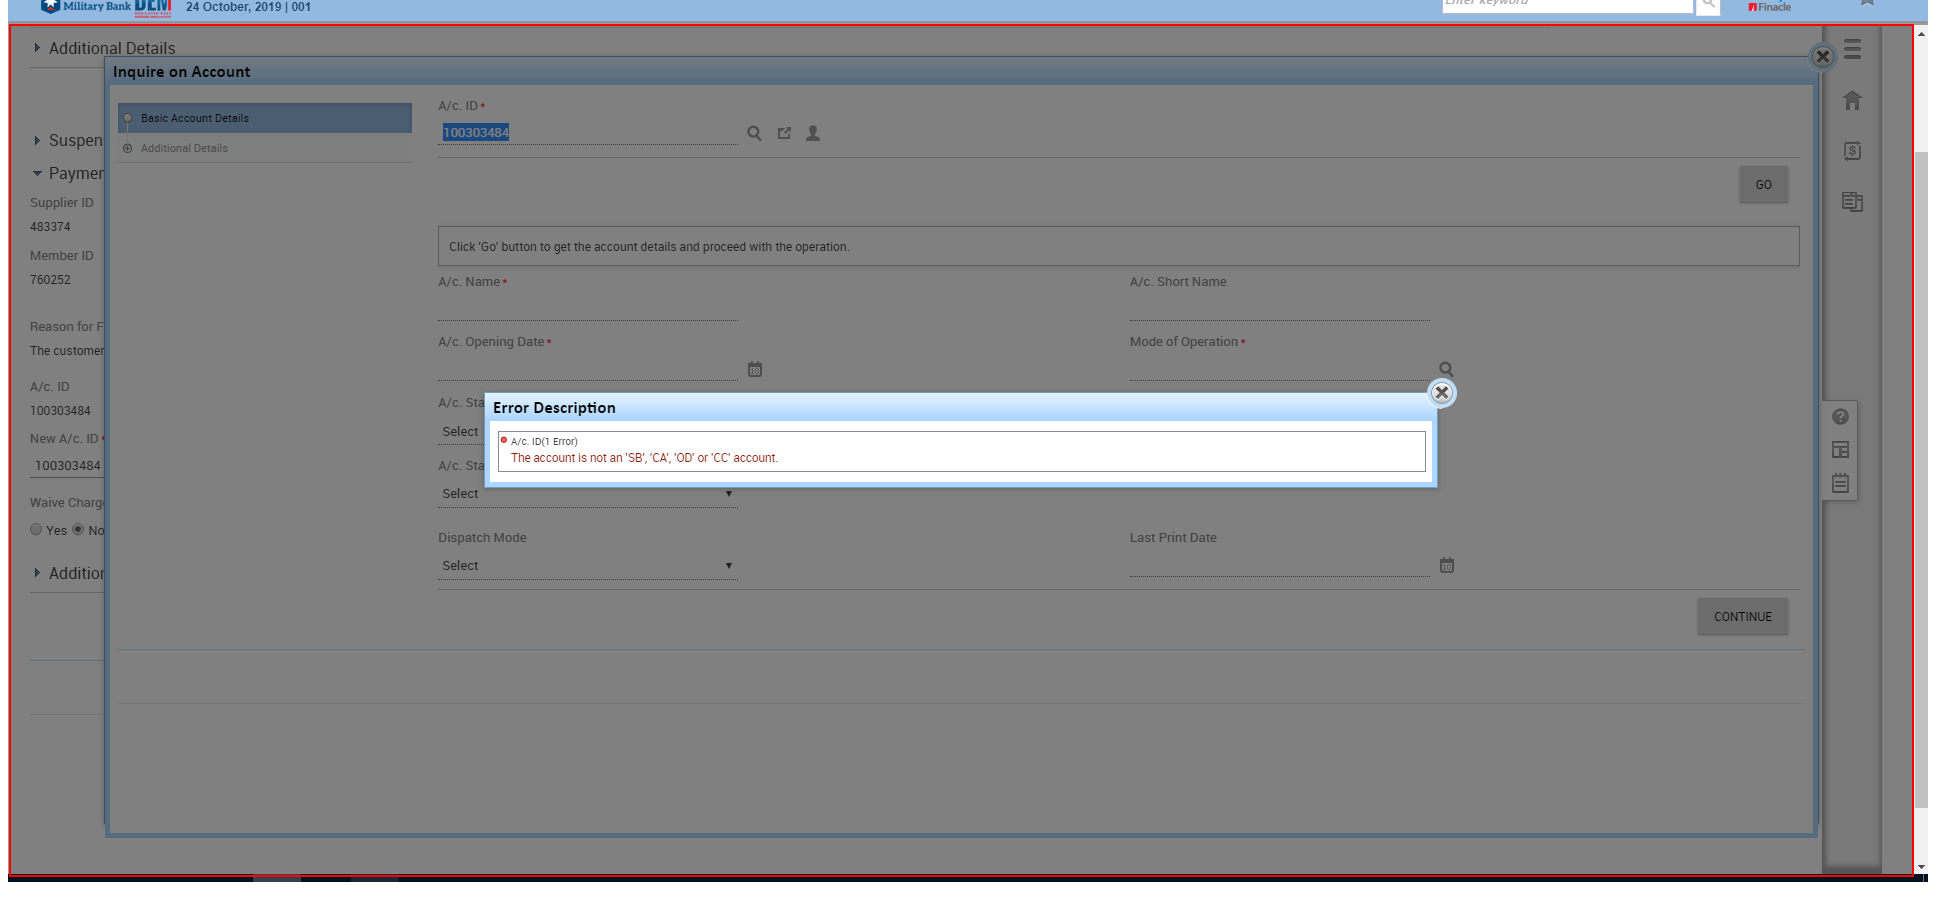 Military Bank DEM
24 October, 2019 | 001
Enter keyword
Finacle
Additional Details
Inquire on Account
Basic Account Details
Additional Details
A/c. ID *
100303484
GO
Click 'Go' button to get the account details and proceed with the operation.
A/c. Name *
A/c. Short Name
A/c. Opening Date *
Mode of Operation *
A/c. Sta
Select
A/c. Sta
Select
Dispatch Mode
Select
Last Print Date
CONTINUE
Error Description
A/c. ID(1 Error)
The account is not an 'SB', 'CA', 'OD' or 'CC' account.
Suspen
Paymen
Supplier ID
483374
Member ID
760252
Reason for F
The customer
A/c. ID
100303484
New A/c. ID
100303484
Waive Charg
Yes No
Addition